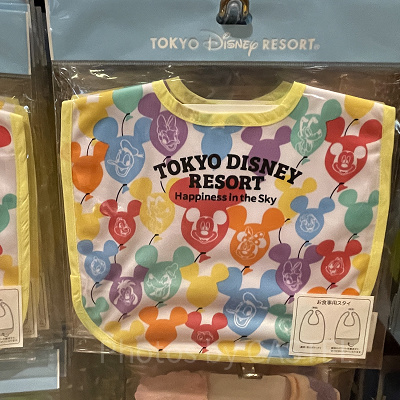 TOKYO Disney RESORT®
TOKYO DISNEY
RESORT
Happiness in the Sky
お食事用スタイ